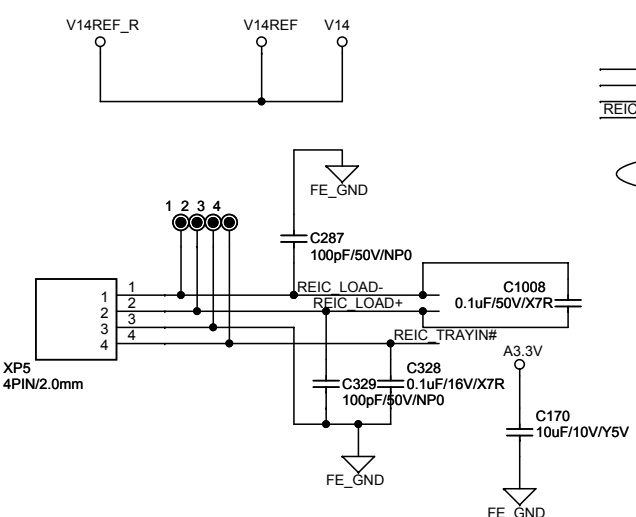 V14REF_R V14REF V14
REIC
FE_GND
1 2 3 4
C287
100pF/50V/NP0
1 1 REIC_LOAD-
2 2 REIC_LOAD+
3 3
4 4 REIC_TRAYIN#
C1008
0.1uF/50V/X7R
XP5
4PIN/2.0mm
A3.3V
C328
C329 0.1uF/16V/X7R
100pF/50V/NP0
C170
10uF/10V/Y5V
FE_GND
FE_GND